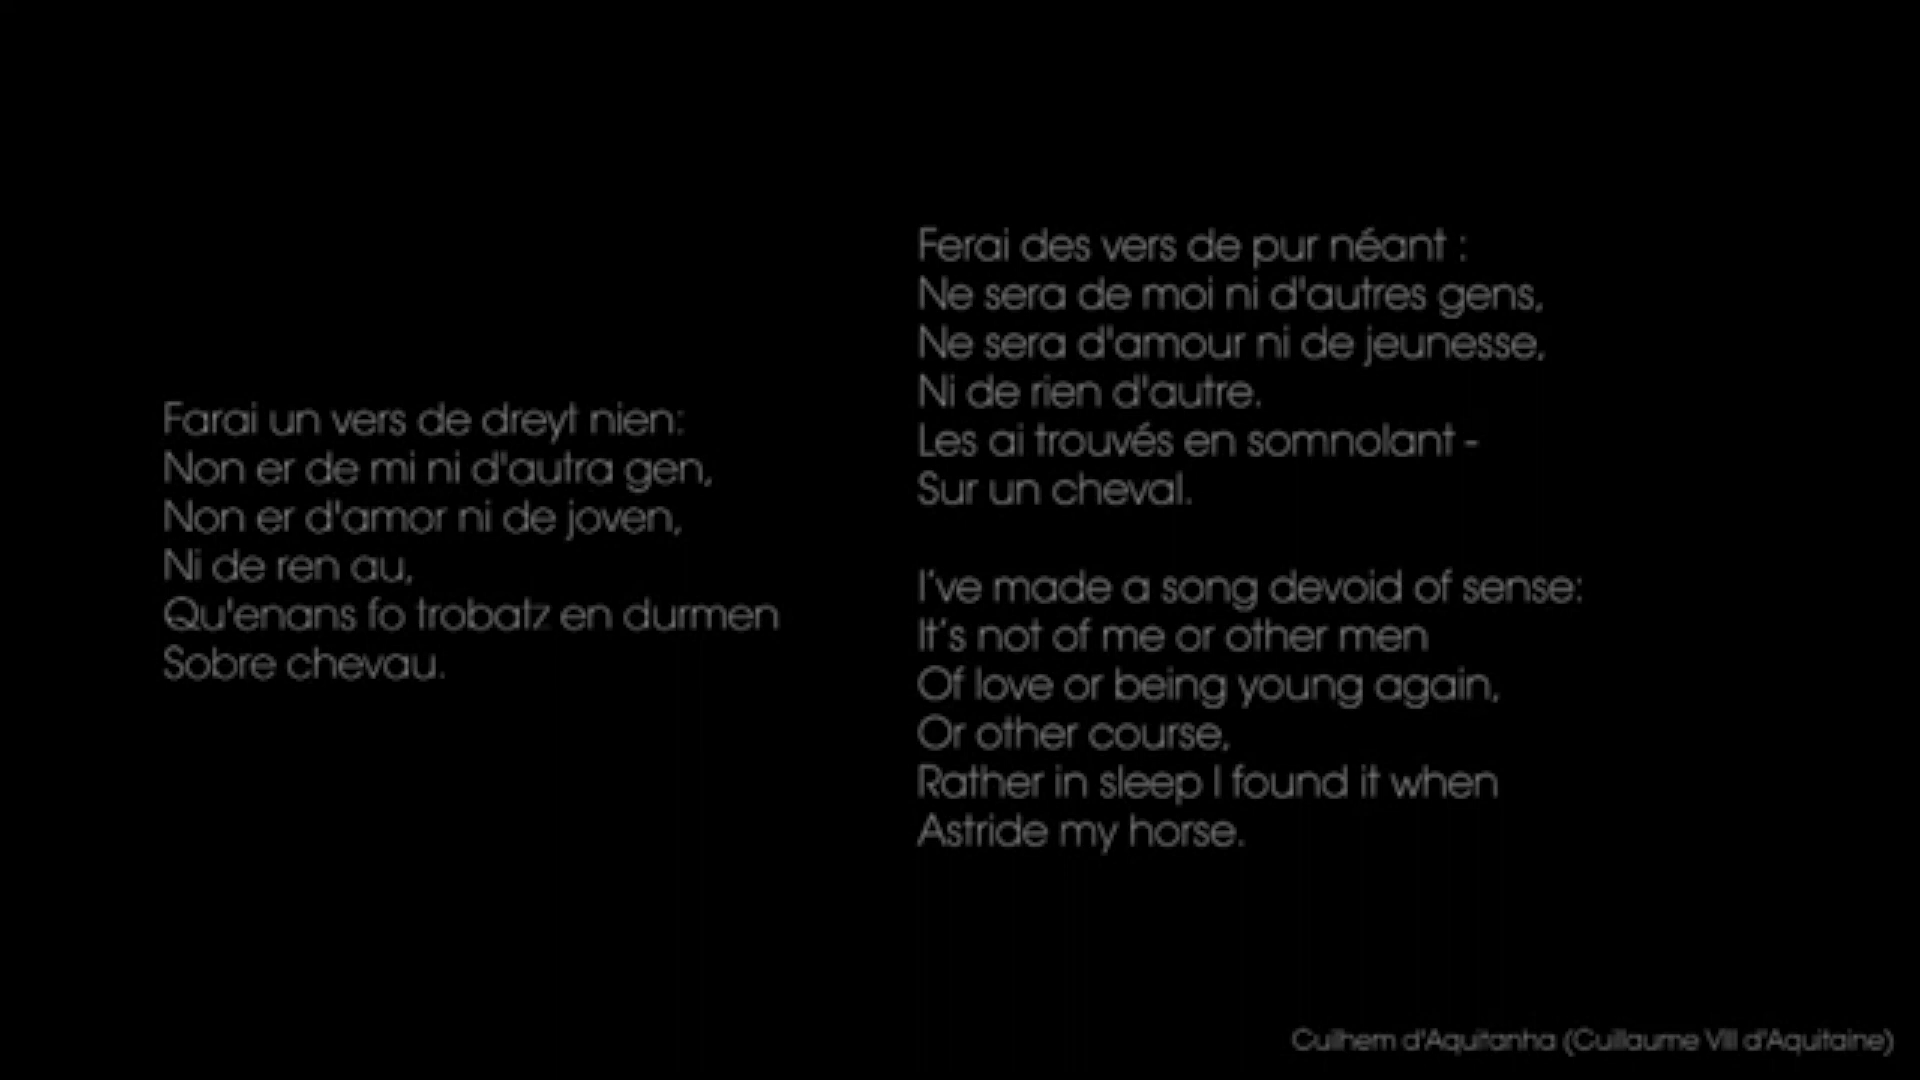 Farai un vers de dreyt nien:
Non er de mi ni d'autra gen,
Non er d'amor ni de joven,
Ni de ren au,
Qu'enans fo trobatz en durmen
Sobre chevau.
Ferai des vers de pur néant :
Ne sera de moi ni d'autres gens,
Ne sera d'amour ni de jeunesse,
Ni de rien d'autre.
Les ai trouvés en somnolant -
Sur un cheval.
I've made a song devoid of sense:
It's not of me or other men
Of love or being young again,
Or other course,
Rather in sleep I found it when
Astride my horse.
Guilhem d'Aquitanha (Guillaume VIII d'Aquitaine)